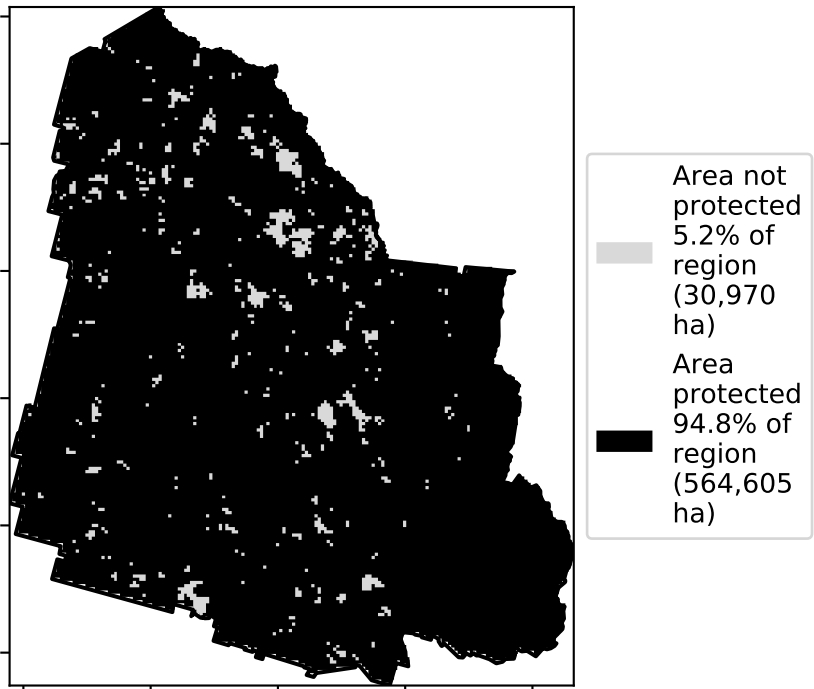 Area not
protected
5.2% of
region
(30,970
ha)
Area
protected
94.8% of
region
(564,605
ha)